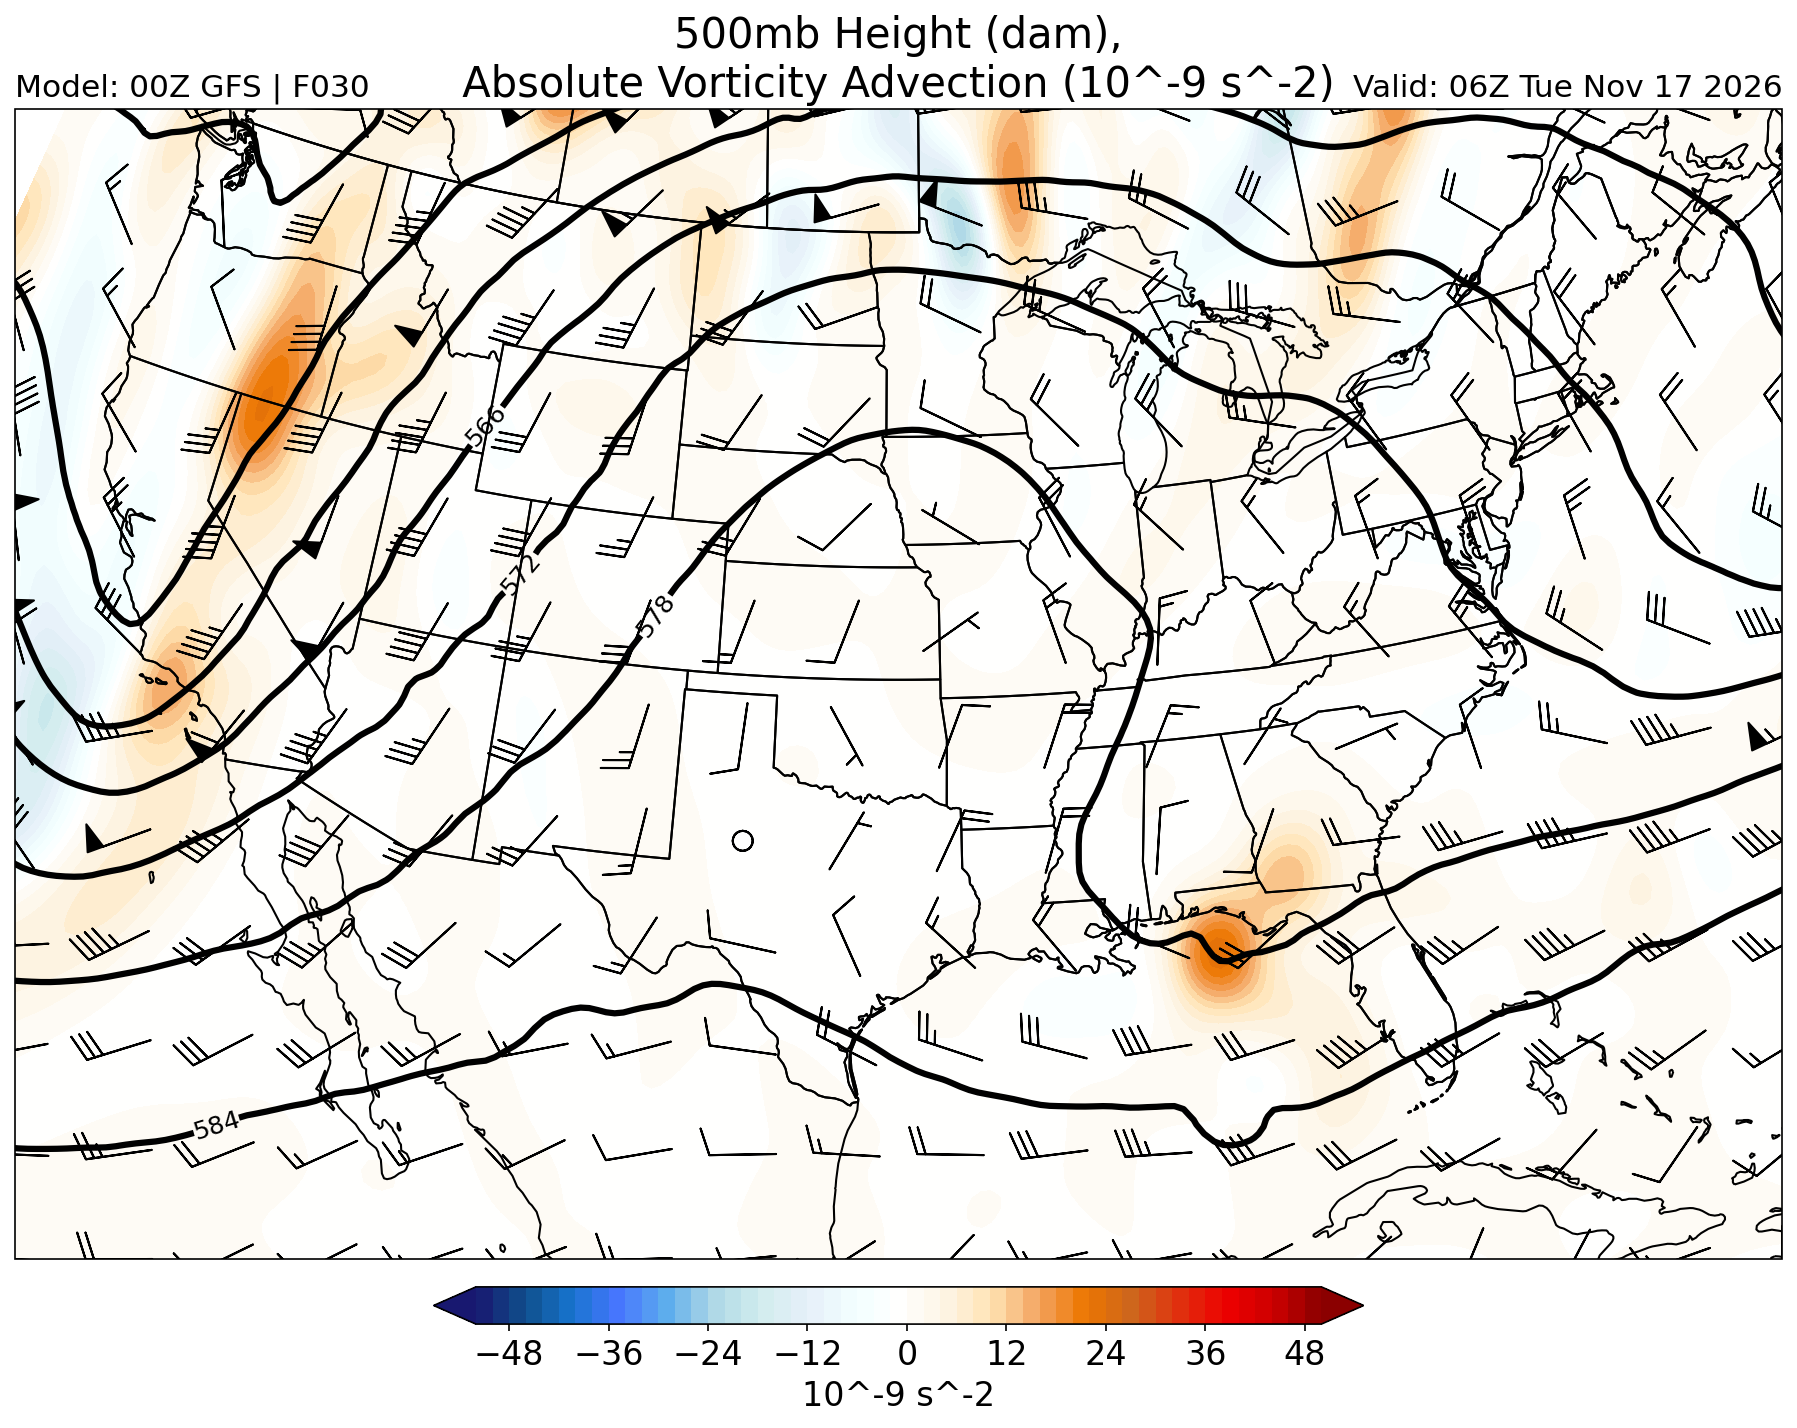 500mb Height (dam),
Model: 00Z GFS | F030 Absolute Vorticity Advection (10^-9 s^-2) Valid: 06Z Tue Nov 17 2026
566
572
578
584
−48 −36 −24 −12 0 12 24 36 48
10^-9 s^-2